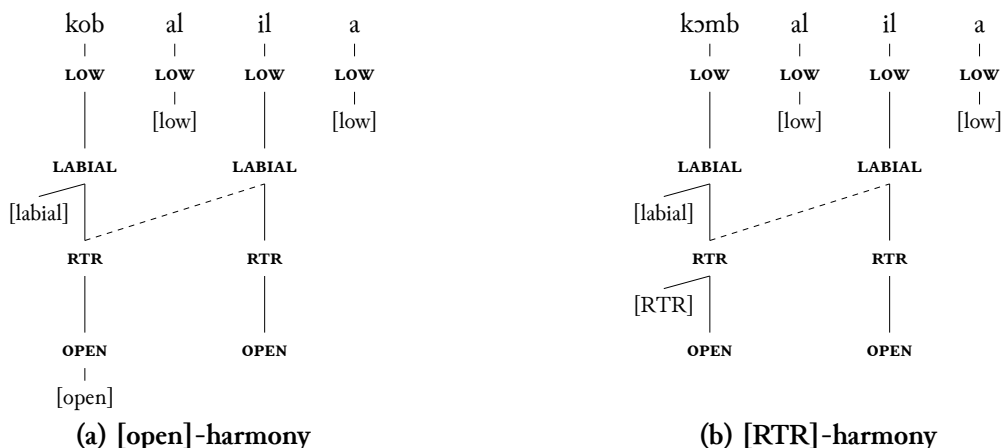 kob al il a kɔmb al il a
LOW LOW LOW LOW LOW LOW LOW LOW
[low] [low] [low] [low]
LABIAL LABIAL LABIAL LABIAL
[labial] [labial]
RTR RTR RTR RTR
[RTR]
OPEN OPEN OPEN OPEN
[open]
(a) [open]-harmony (b) [RTR]-harmony